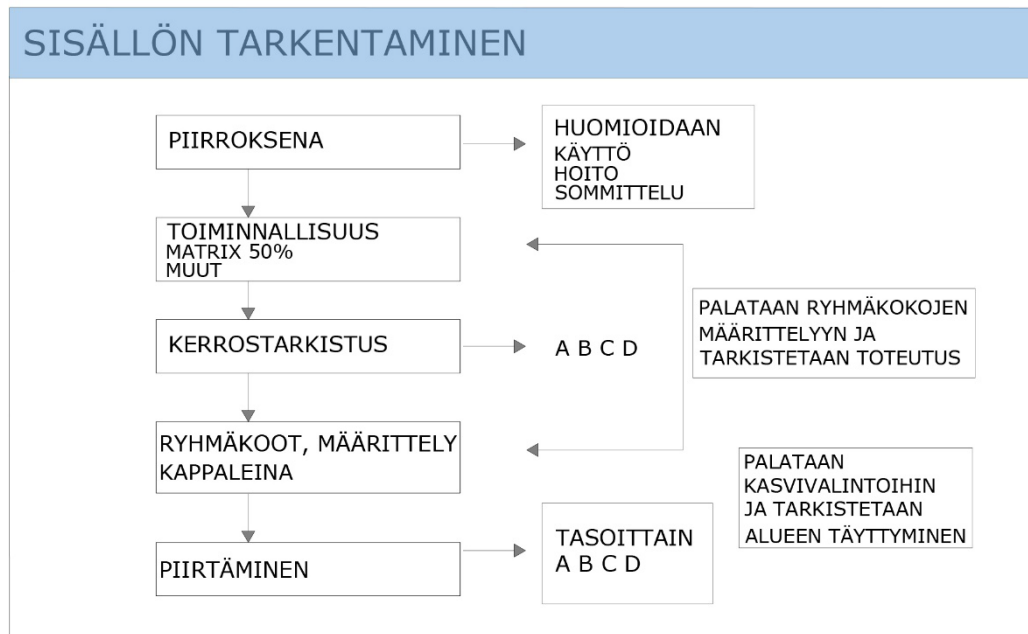 SISÄLLÖN TARKENTAMINEN
PIIRROKSENA
HUOMIOIDAAN
KÄYTTÖ
HOITO
SOMMITTELU
TOIMINNALLISUUS
MATRIX 50%
MUUT
KERROSTARKISTUS
A B C D
PALATAAN RYHMÄKOKOJEN
MÄÄRITTELYYN JA
TARKISTETAAN TOTEUTUS
RYHMÄKOOT, MÄÄRITTELY
KAPPALEINA
PALATAAN
KASVIVALINTOIHIN
JA TARKISTETAAN
ALUEEN TÄYTTYMINEN
PIIRTÄMINEN
TASOITTAIN
A B C D